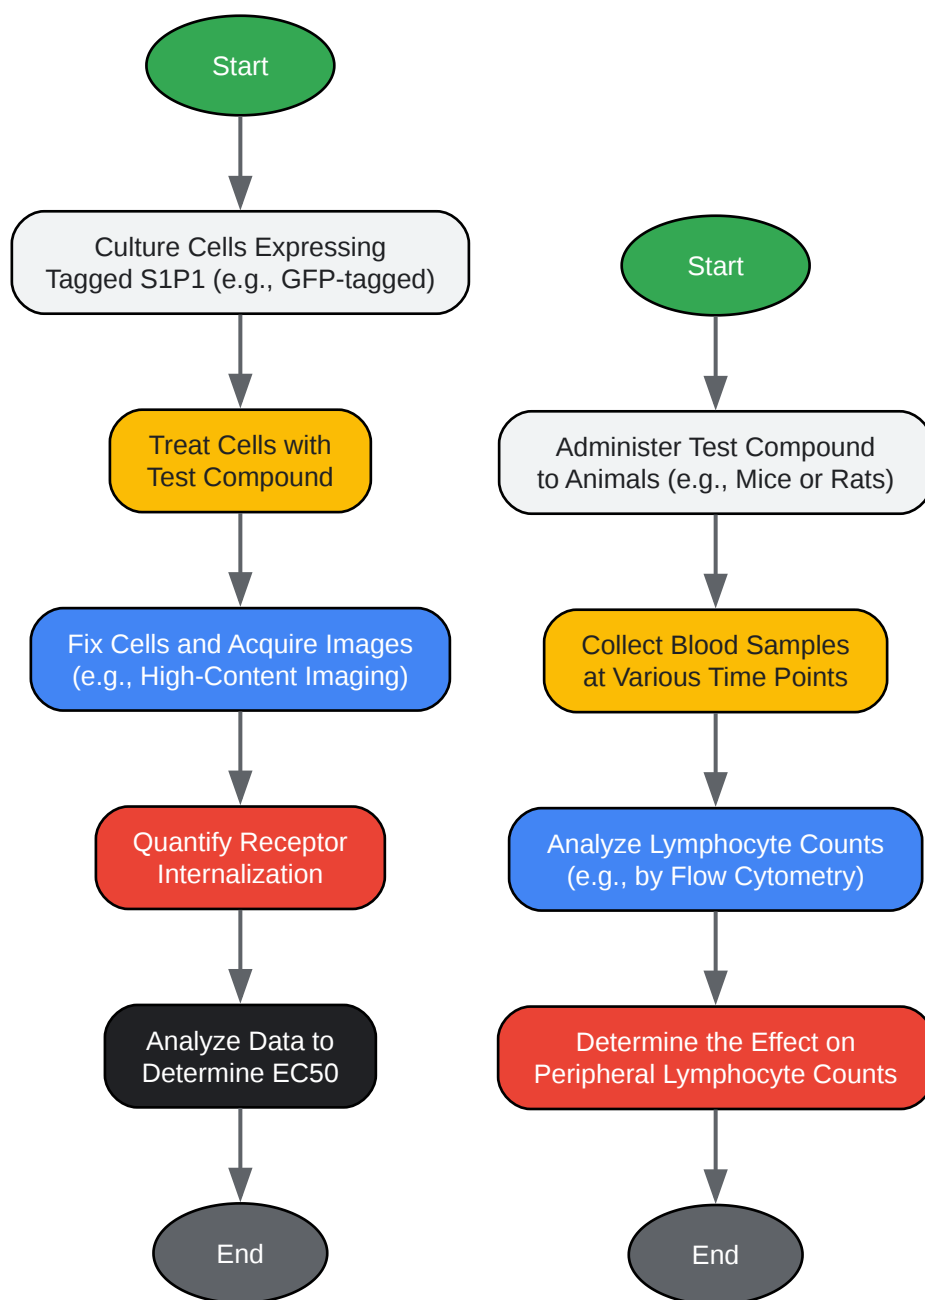 Start
Culture Cells Expressing
Tagged S1P1 (e.g., GFP-tagged)
Treat Cells with
Test Compound
Fix Cells and Acquire Images
(e.g., High-Content Imaging)
Quantify Receptor
Internalization
Analyze Data to
Determine EC50
End
Start
Administer Test Compound
to Animals (e.g., Mice or Rats)
Collect Blood Samples
at Various Time Points
Analyze Lymphocyte Counts
(e.g., by Flow Cytometry)
Determine the Effect on
Peripheral Lymphocyte Counts
End